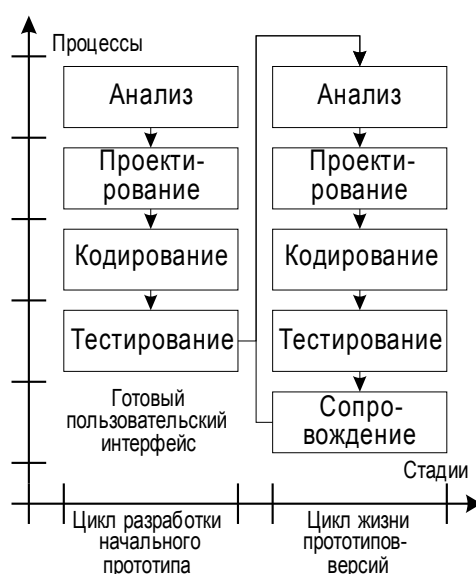 Процессы
Анализ
Проекти-
рование
Кодирование
Тестирование
Готовый
пользовательский
интерфейс
Анализ
Проекти-
рование
Кодирование
Тестирование
Сопро-
вождение
Стадии
Цикл разработки
начального
прототипа
Цикл жизни
прототипов-
версий